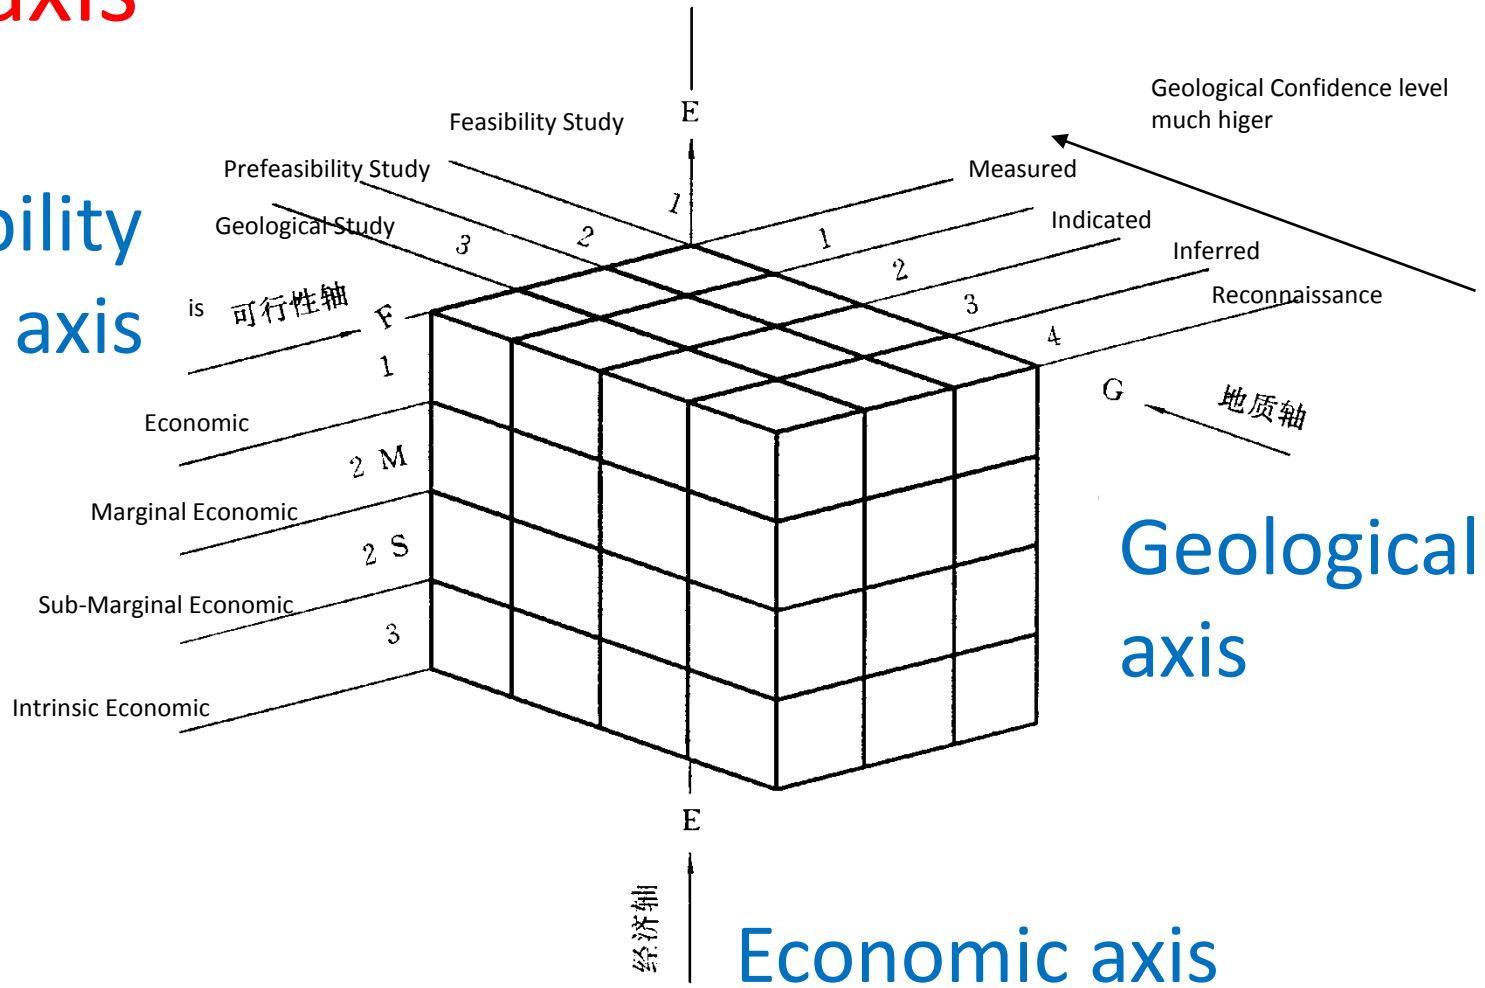 axis
E
Geological Confidence level
much higer
Feasibility Study
Prefeasibility Study
Measured
1
Geological Study
3
2
1
Indicated
2
Inferred
bility
axis
is
可行性轴
F
3
Reconnaissance
4
1
G
地质轴
Economic
2 M
Marginal Economic
2 S
Geological
axis
Sub-Marginal Economic
3
Intrinsic Economic
E
经济轴
Economic axis